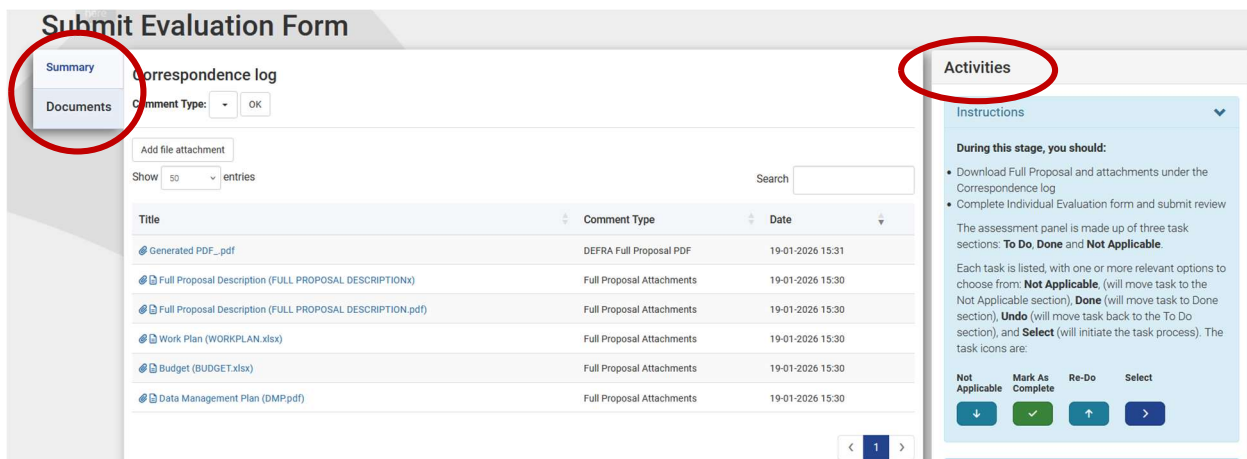 Submit Evaluation Form
Summary
Documents
Correspondence log
Comment Type:
OK
Add file attachment
Show 50 entries
Search
Title Comment Type Date
Generated PDF_.pdf DEFRA Full Proposal PDF 19-01-2026 15:31
Full Proposal Description (FULL PROPOSAL DESCRIPTIONx) Full Proposal Attachments 19-01-2026 15:30
Full Proposal Description (FULL PROPOSAL DESCRIPTION.pdf) Full Proposal Attachments 19-01-2026 15:30
Work Plan (WORKPLAN.xlsx) Full Proposal Attachments 19-01-2026 15:30
Budget (BUDGET.xlsx) Full Proposal Attachments 19-01-2026 15:30
Data Management Plan (DMP.pdf) Full Proposal Attachments 19-01-2026 15:30
1
Activities
Instructions
During this stage, you should:
• Download Full Proposal and attachments under the
Correspondence log
• Complete Individual Evaluation form and submit review
The assessment panel is made up of three task
sections: To Do, Done and Not Applicable.
Each task is listed, with one or more relevant options to
choose from: Not Applicable, (will move task to the
Not Applicable section), Done (will move task to Done
section), Undo (will move task back to the To Do
section), and Select (will initiate the task process). The
task icons are:
Not Mark As Re-Do Select
Applicable Complete